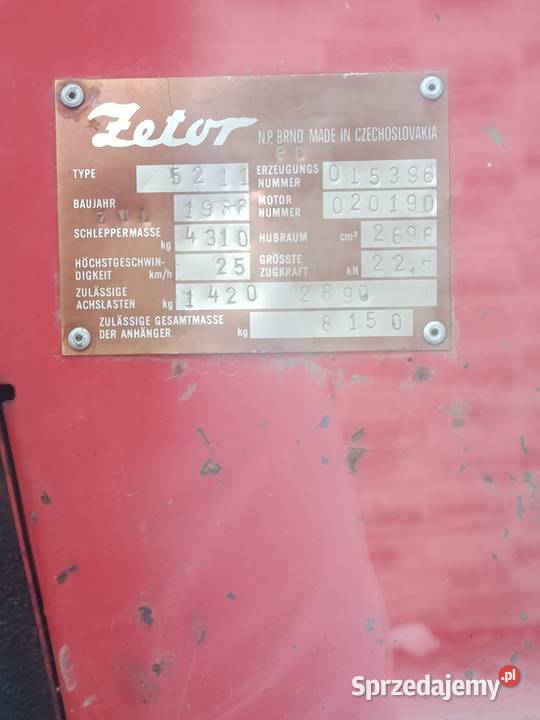 Zetor N.P. BRNO MADE IN CZECHOSLOVAKIA
TYPE 5211 ERZEUGUNGS NUMMER 015396
BAUJAHR MOTOR NUMMER 020190
SCHLEPPERMASSE kg 4310 HUBRAUM cm³
HÖCHSTGESCHWIN-DIGKEIT km/h 25 GRÖSSTE ZUGKRAFT kN
ZULÄSSIGE ACHSLASTEN kg 1420 2890
ZULÄSSIGE GESAMTMASSE DER ANHÄNGER kg 8150
Sprzedajemy.pl